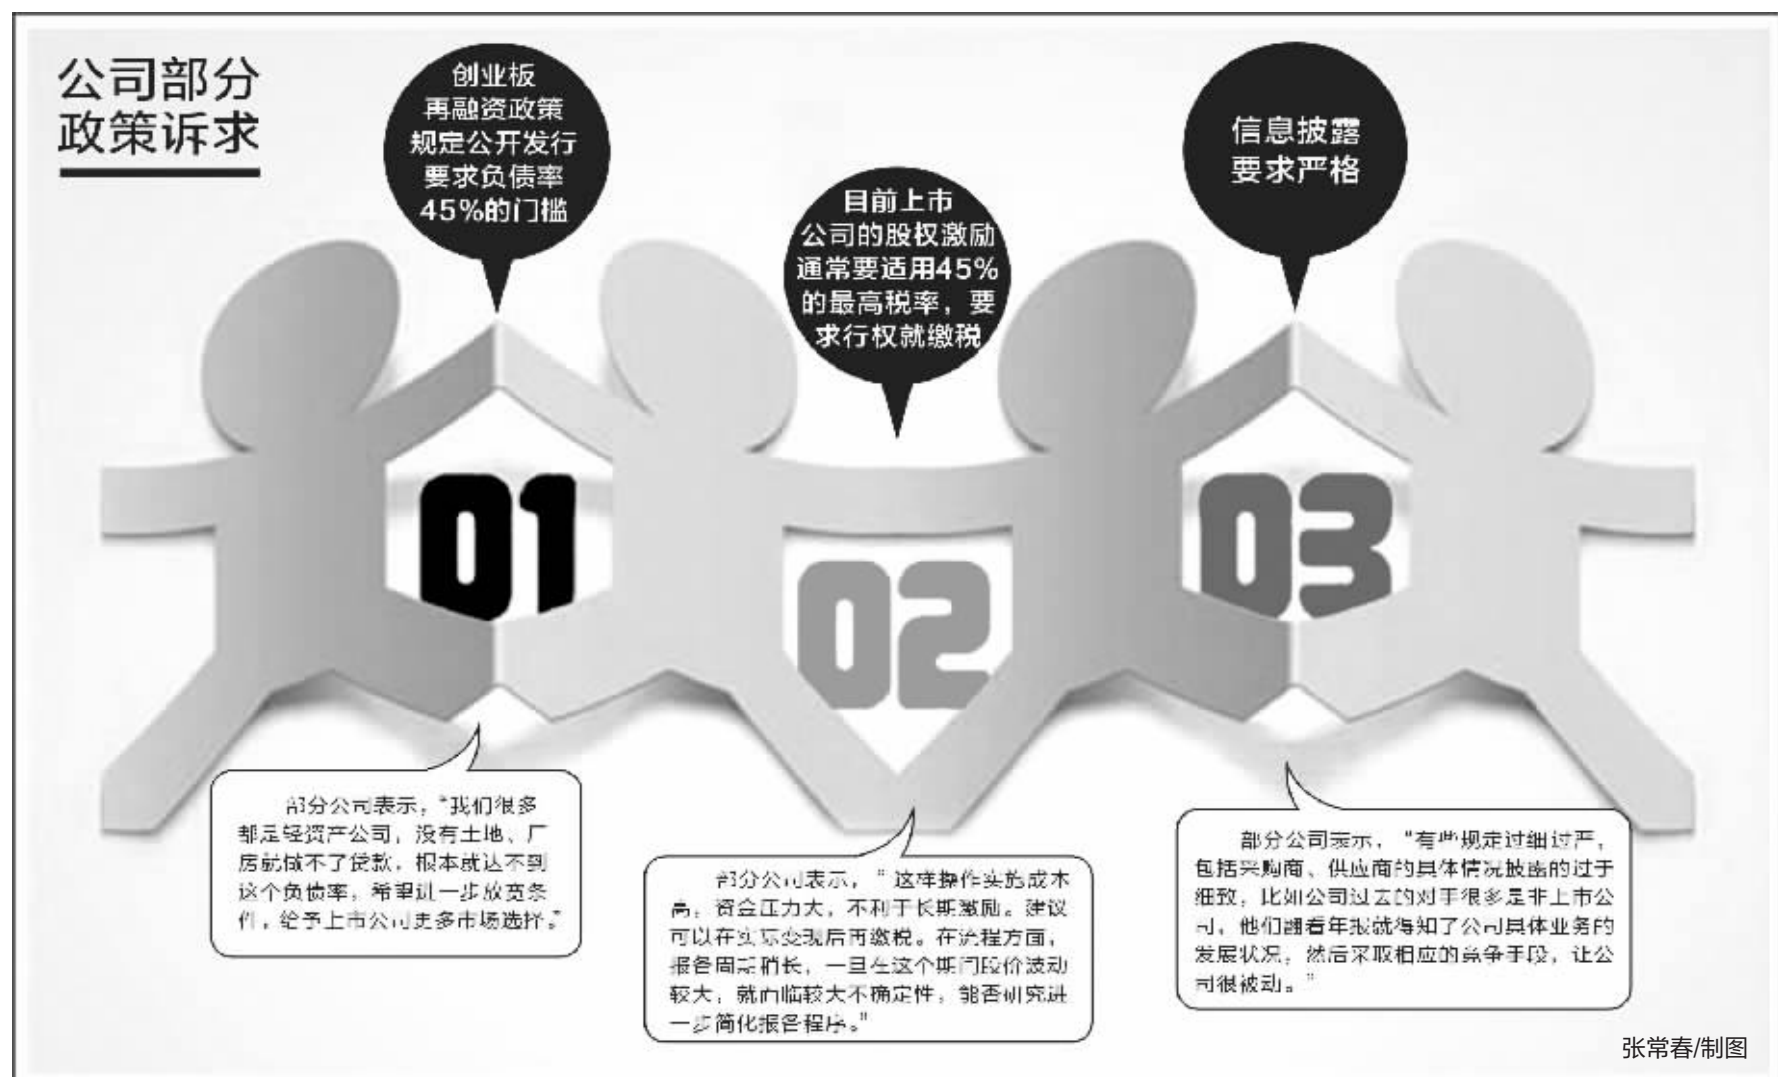 公司部分
政策诉求
创业板
再融资政策
规定公开发行
要求负债率
45%的门槛
目前上市
公司的股权激励
通常要适用45%
的最高税率，要
求行权就缴税
信息披露
要求严格
01
02
03
部分公司表示，“我们很多
都是轻资产公司，没有土地、厂
房就做不了贷款，根本就达不到
这个负债率，希望进一步放宽条
件，给予上市公司更多市场选择。”
部分公司表示，“这样操作实施成本
高，资金压力大，不利于长期激励。建议
可以在实际变现后再缴税。在流程方面，
报备周期稍长，一旦在这个期间股价波动
较大，就面临较大不确定性，能否研究进
一步简化报备程序。”
部分公司表示，“有些规定过细过严，
包括采购商、供应商的具体情况披露的过于
细致，比如公司过去的对手很多是非上市公
司，他们翻看年报就得知了公司具体业务的
发展状况，然后采取相应的竞争手段，让公
司很被动。”
张常春/制图